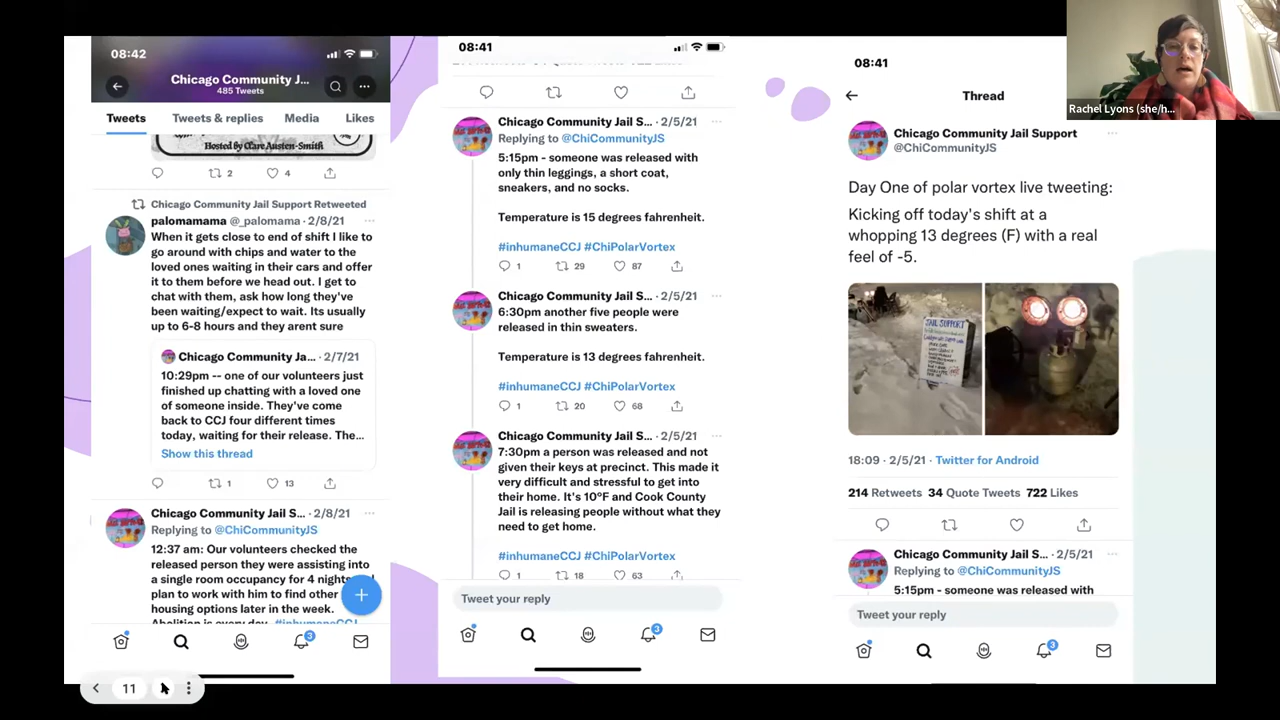 08:42
Chicago Community J...
485 Tweets
Tweets
Tweets & replies
Media
Likes
Hosted by Clare Austen-Smith
2
4
Chicago Community Jail Support Retweeted
palomamama @_palomama · 2/8/21
When it gets close to end of shift I like to
go around with chips and water to the
loved ones waiting in their cars and offer
it to them before we head out. I get to
chat with them, ask how long they've
been waiting/expect to wait. Its usually
up to 6-8 hours and they arent sure
Chicago Community Ja... · 2/7/21
10:29pm -- one of our volunteers just
finished up chatting with a loved one
of someone inside. They've come
back to CCJ four different times
today, waiting for their release. The...
Show this thread
1
13
Chicago Community Jail S... · 2/8/21
Replying to @ChiCommunityJS
12:37 am: Our volunteers checked the
released person they were assisting into
a single room occupancy for 4 nights
plan to work with him to find other
housing options later in the week.
Abolition is every day. #inhumaneCCJ
3
11
08:41
Chicago Community Jail S... · 2/5/21
Replying to @ChiCommunityJS
5:15pm - someone was released with
only thin leggings, a short coat,
sneakers, and no socks.
Temperature is 15 degrees fahrenheit.
#inhumaneCCJ #ChiPolarVortex
1
29
87
Chicago Community Jail S... · 2/5/21
6:30pm another five people were
released in thin sweaters.
Temperature is 13 degrees fahrenheit.
#inhumaneCCJ #ChiPolarVortex
1
20
68
Chicago Community Jail S... · 2/5/21
7:30pm a person was released and not
given their keys at precinct. This made it
very difficult and stressful to get into
their home. It's 10ºF and Cook County
Jail is releasing people without what they
need to get home.
#inhumaneCCJ #ChiPolarVortex
1
18
63
Tweet your reply
3
08:41
Thread
Chicago Community Jail Support
@ChiCommunityJS
Day One of polar vortex live tweeting:
Kicking off today's shift at a
whopping 13 degrees (F) with a real
feel of -5.
JAIL SUPPORT
18:09 · 2/5/21 · Twitter for Android
214 Retweets 34 Quote Tweets 722 Likes
Chicago Community Jail S... · 2/5/21
Replying to @ChiCommunityJS
5:15pm - someone was released with
Tweet your reply
3
Rachel Lyons (she/h...